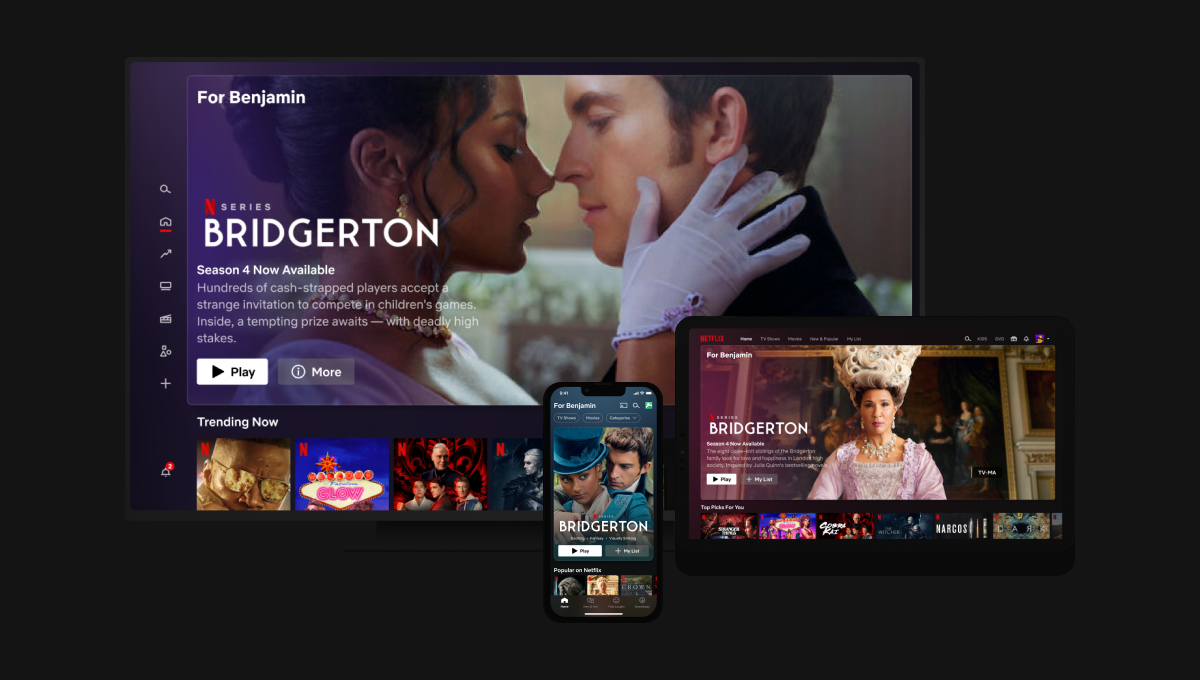 For Benjamin
N SERIES
BRIDGERTON
Season 4 Now Available
Hundreds of cash-strapped players accept a
strange invitation to compete in children's games.
Inside, a tempting prize awaits — with deadly high
stakes.
Play
More
Trending Now
N
N
Fabulous
GLOW
N
N
2
9:41
For Benjamin
TV Shows
Movies
Categories
SERIES
BRIDGERTON
Play
+ My List
Popular on Netflix
CROWN
Home
NETFLIX
Home
TV Shows
Movies
New & Popular
My List
KIDS
DVD
For Benjamin
N SERIES
BRIDGERTON
Season 4 Now Available
The eight close-knit siblings of the Bridgerton
family look for love and happiness in London high
society. Inspired by Julia Quinn's bestselling novels.
Play
+ My List
TV-MA
Top Picks For You
STRANGER
THINGS
GLOW
COBRA
KAI
WITCHER
NARCOS
DARK